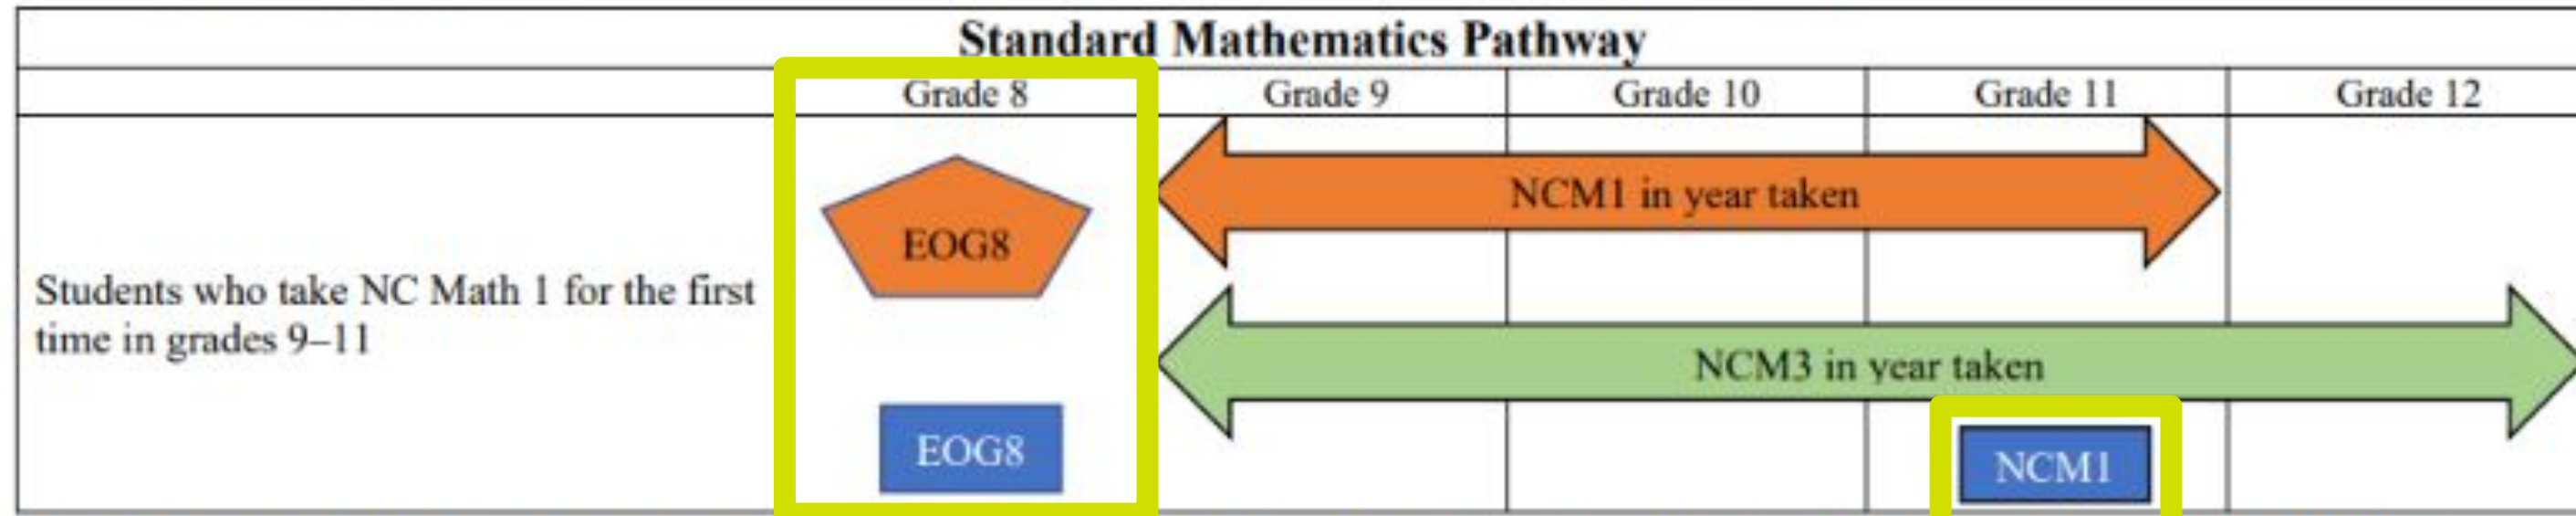 Standard Mathematics Pathway
Grade 8 Grade 9 Grade 10 Grade 11 Grade 12
Students who take NC Math 1 for the first
time in grades 9–11
EOG8
NCM1 in year taken
NCM3 in year taken
EOG8
NCM1